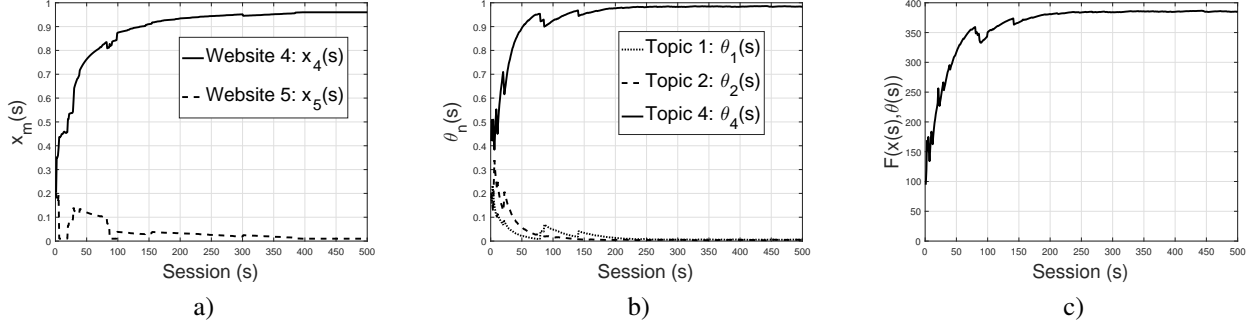 1
0.9
0.8
0.7
0.6
0.5
0.4
0.3
0.2
0.1
0
x_m(s)
Website 4: x_4(s)
Website 5: x_5(s)
0 50 100 150 200 250 300 350 400 450 500
Session (s)
a)
1
0.9
0.8
0.7
0.6
0.5
0.4
0.3
0.2
0.1
0
θ_n(s)
Topic 1: θ_1(s)
Topic 2: θ_2(s)
Topic 4: θ_4(s)
0 50 100 150 200 250 300 350 400 450 500
Session (s)
b)
400
350
300
250
200
150
100
50
0
F(x(s),θ(s))
0 50 100 150 200 250 300 350 400 450 500
Session (s)
c)